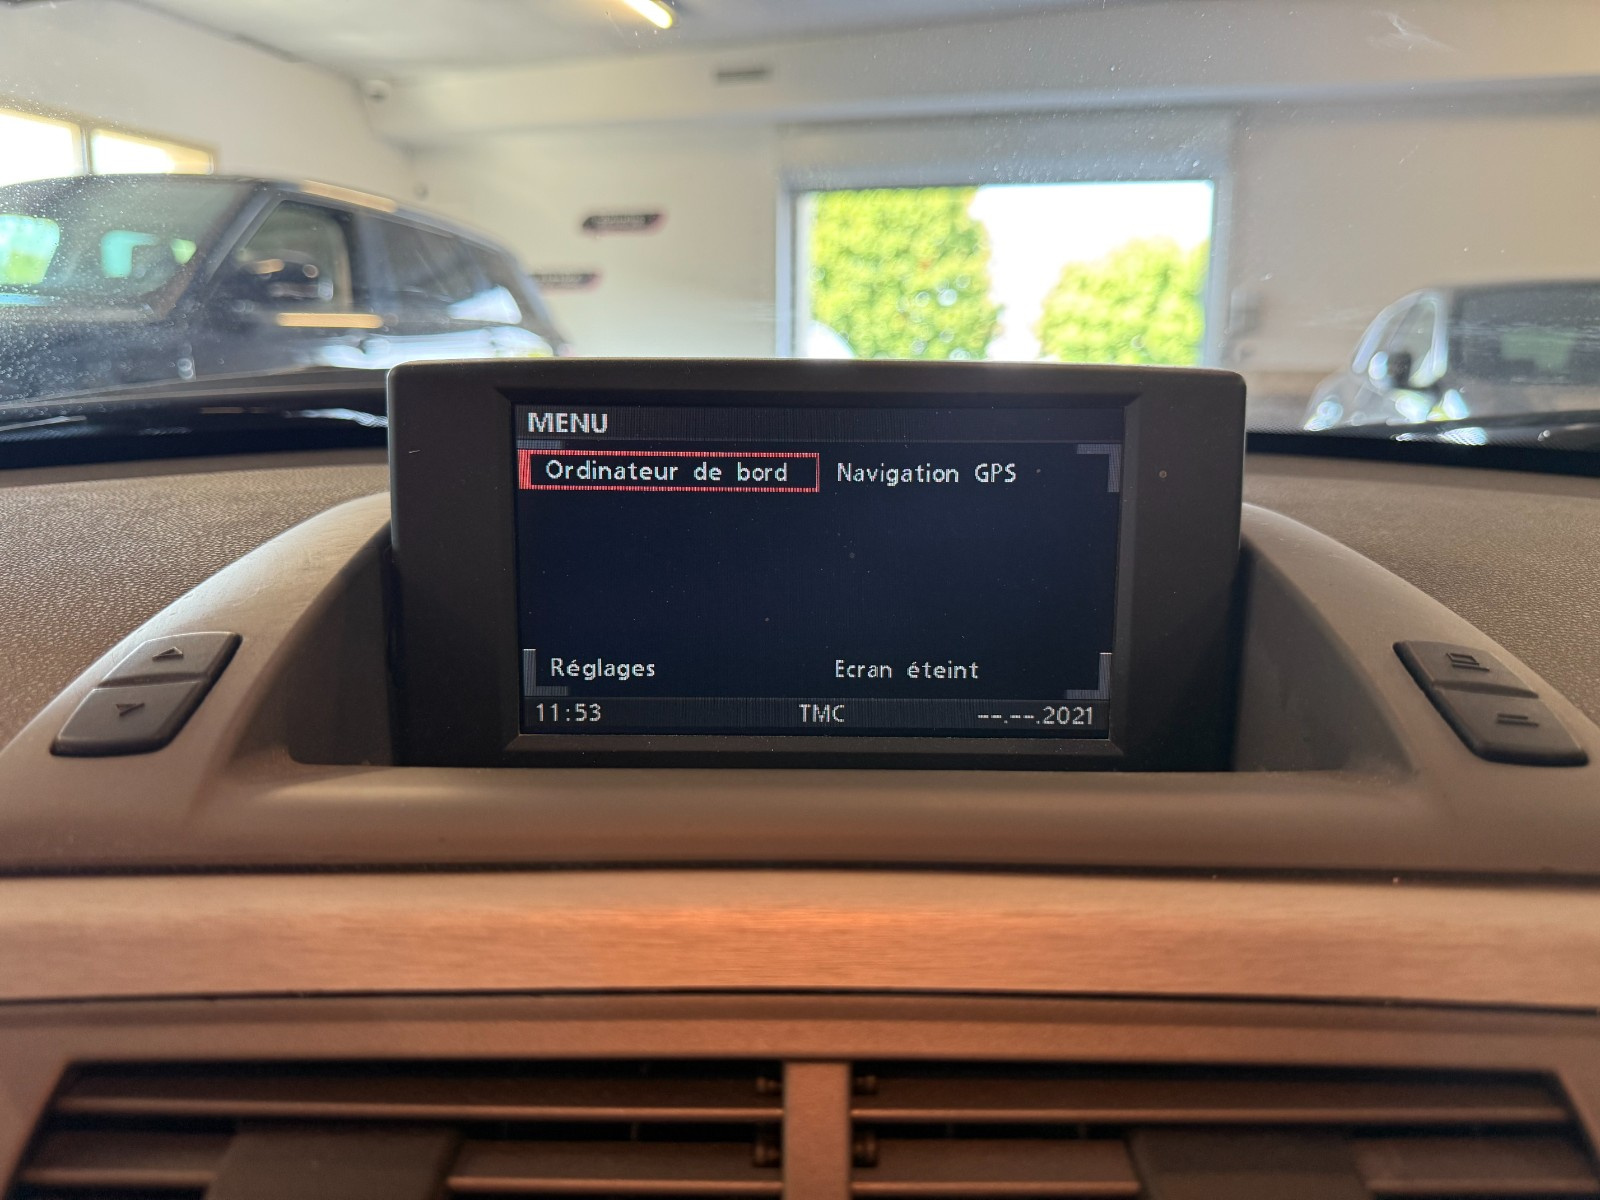 MENU
Ordinateur de bord Navigation GPS
Réglages Ecran éteint
11:53 TMC --.--.2021